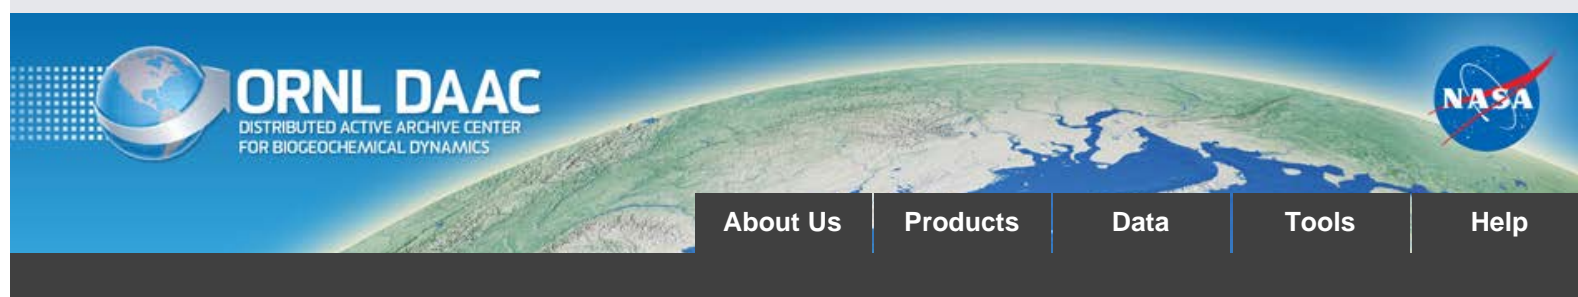 ORNL DAAC
DISTRIBUTED ACTIVE ARCHIVE CENTER
FOR BIOGEOCHEMICAL DYNAMICS
NASA
About Us Products Data Tools Help